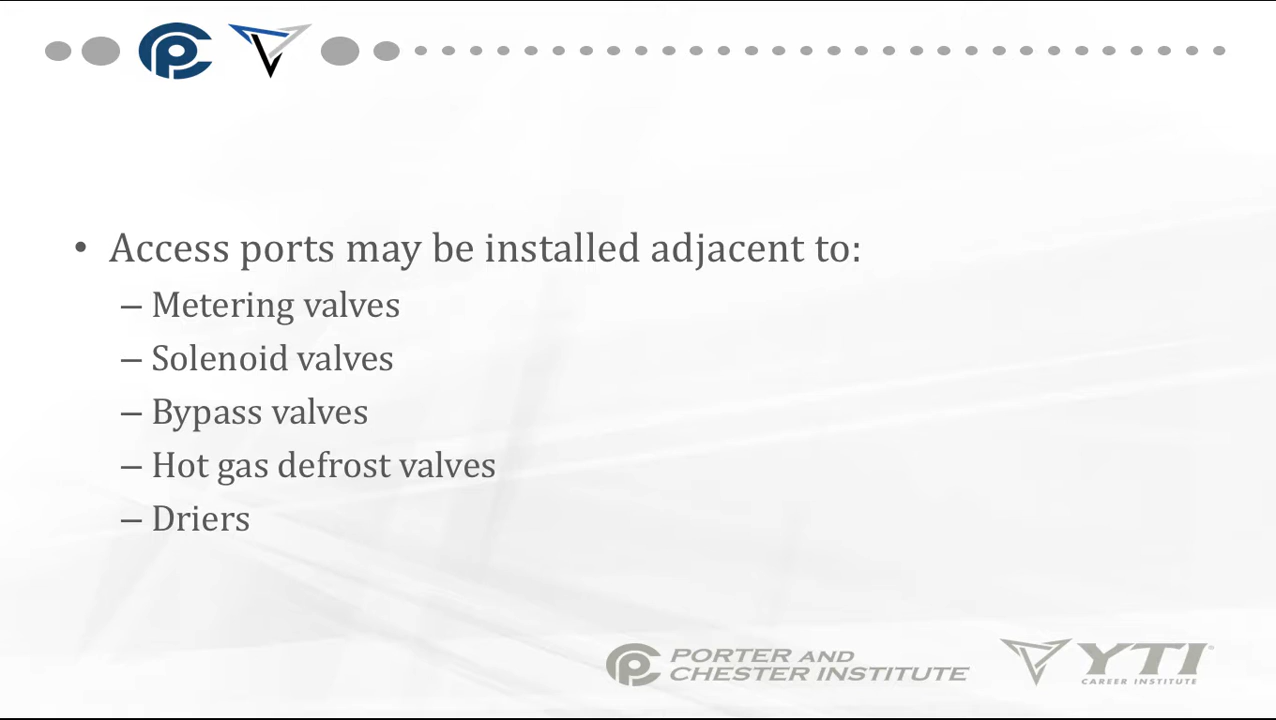 • Access ports may be installed adjacent to:
– Metering valves
– Solenoid valves
– Bypass valves
– Hot gas defrost valves
– Driers
PORTER AND
CHESTER INSTITUTE
YTI
CAREER INSTITUTE